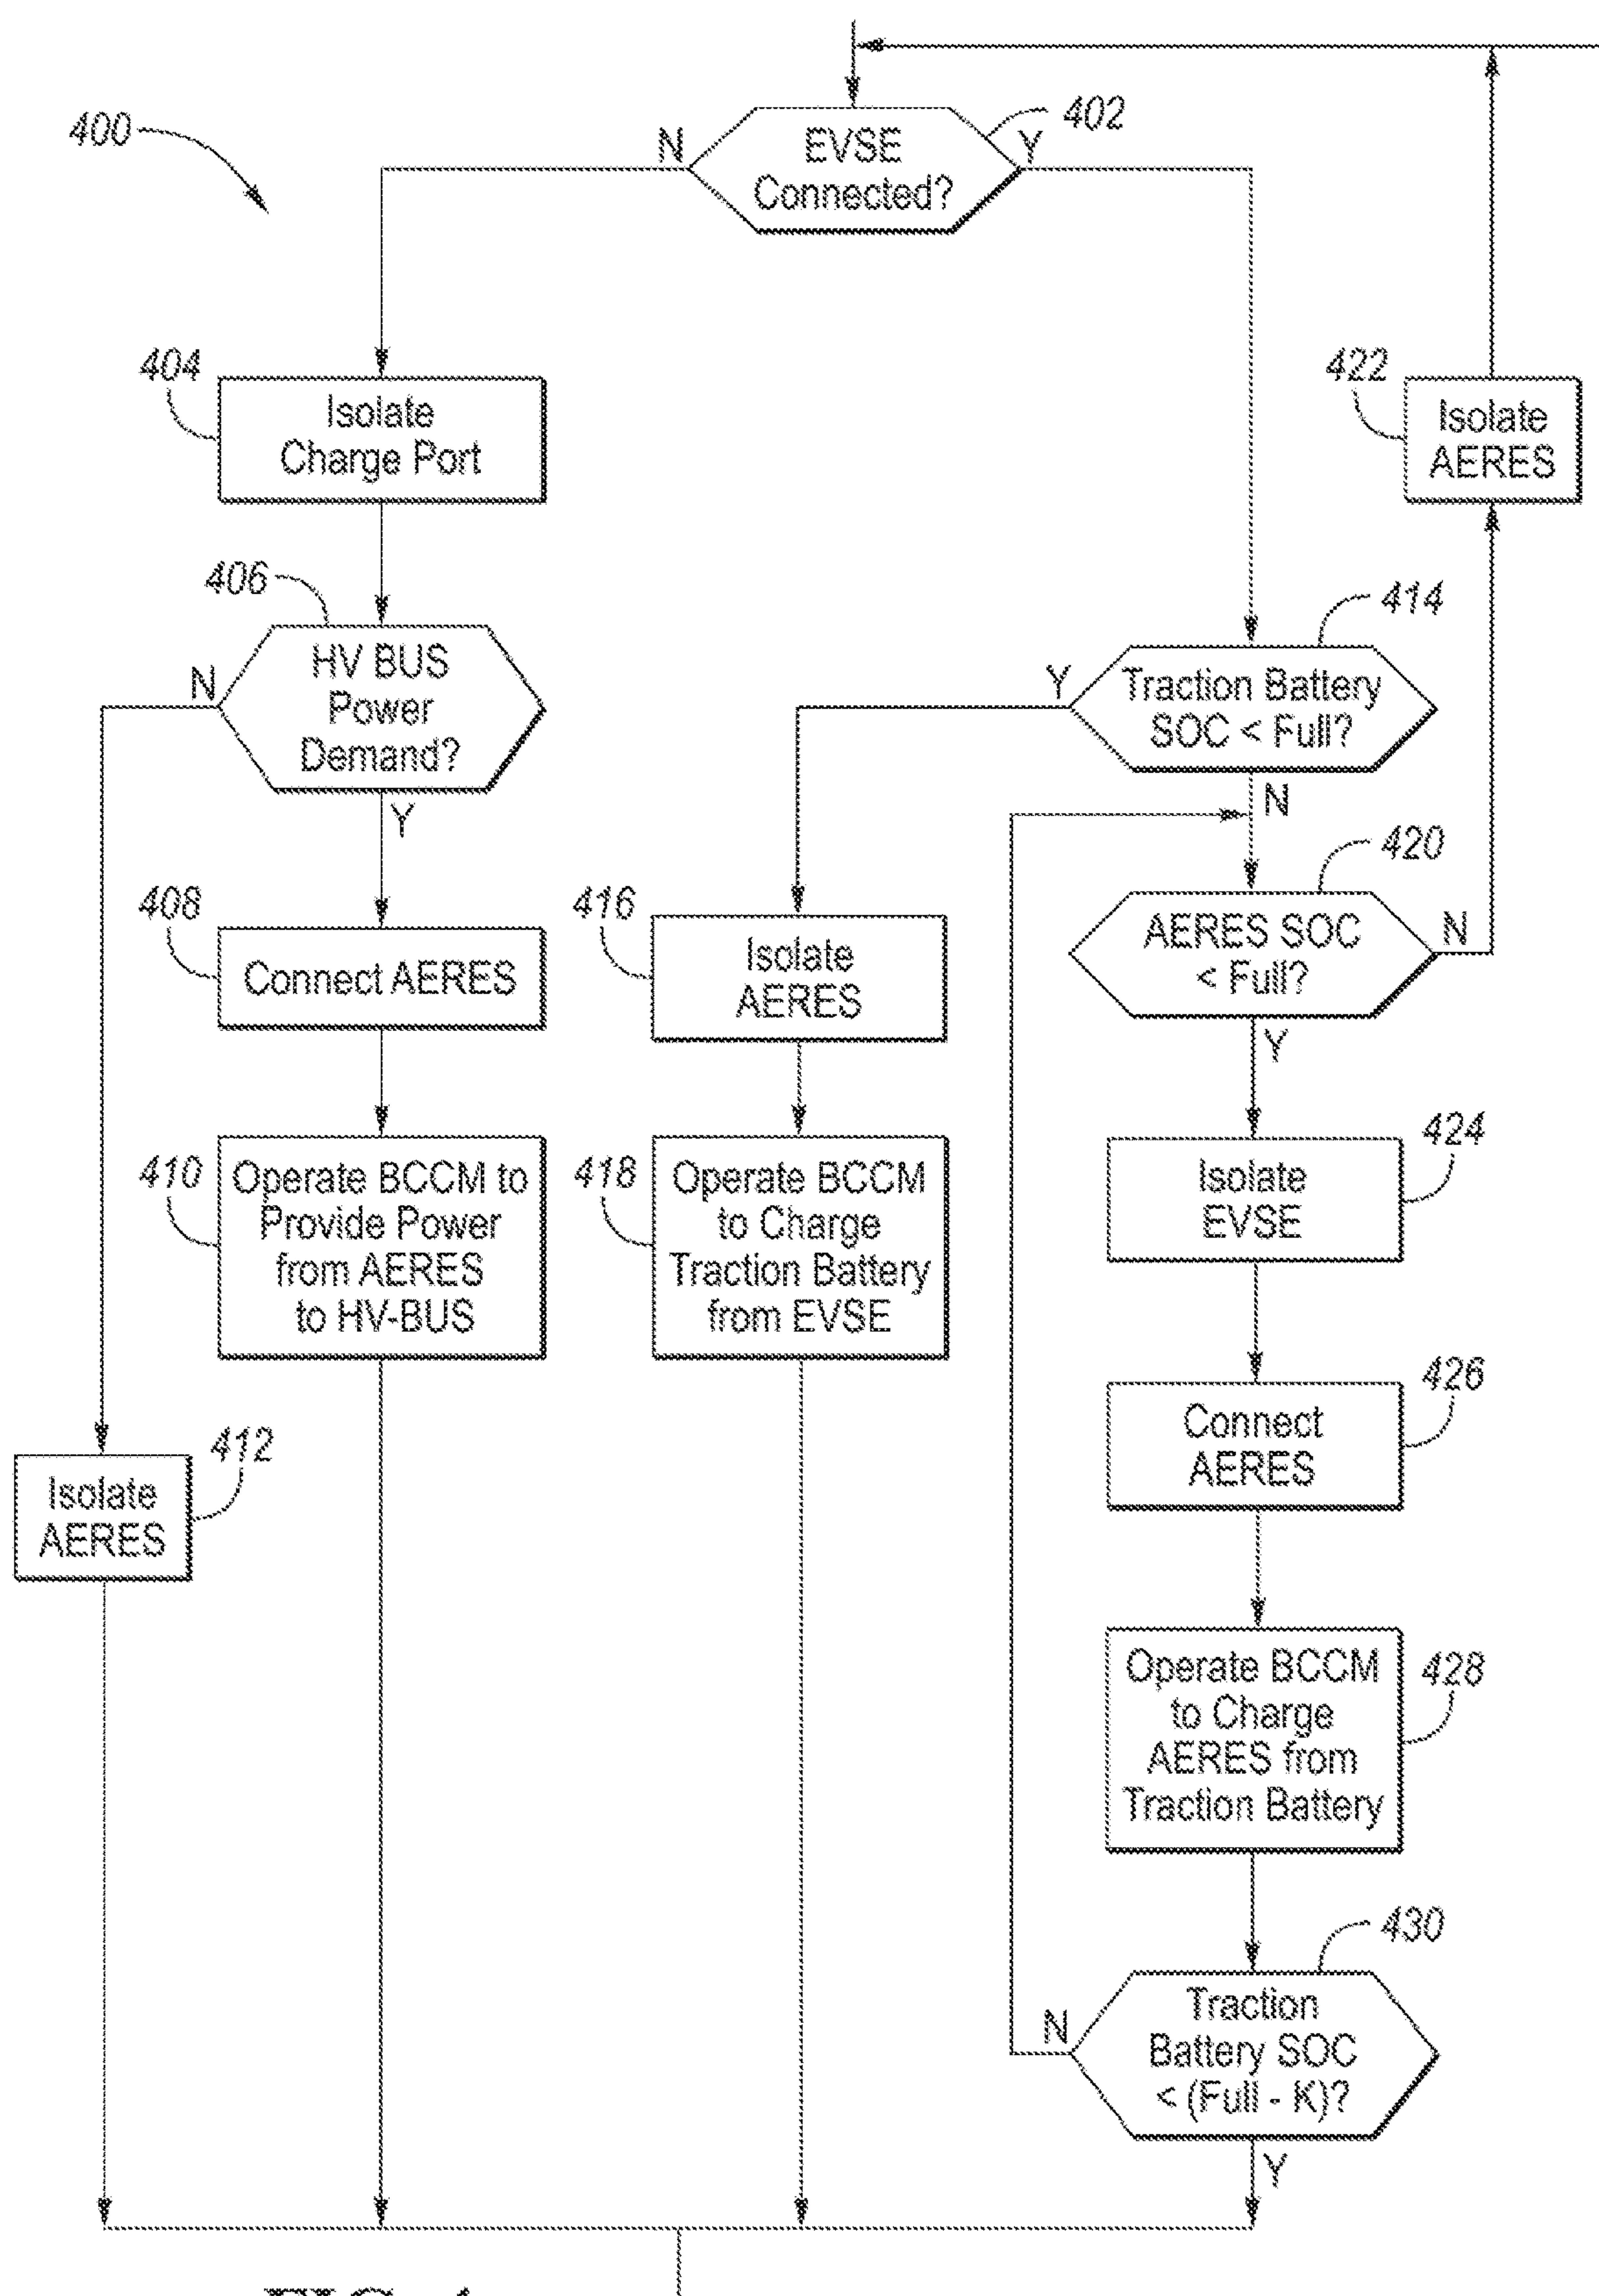 400
402
N
EVSE
Connected?
Y
404
Isolate
Charge Port
422
Isolate
AERES
406
HV BUS
Power
Demand?
N
Y
414
Traction Battery
SOC < Full?
Y
N
408
Connect AERES
416
Isolate
AERES
420
AERES SOC
< Full?
N
Y
410
Operate BCCM to
Provide Power
from AERES
to HV-BUS
418
Operate BCCM
to Charge
Traction Battery
from EVSE
424
Isolate
EVSE
412
Isolate
AERES
426
Connect
AERES
428
Operate BCCM
to Charge
AERES from
Traction Battery
430
Traction
Battery SOC
< (Full - K)?
N
Y